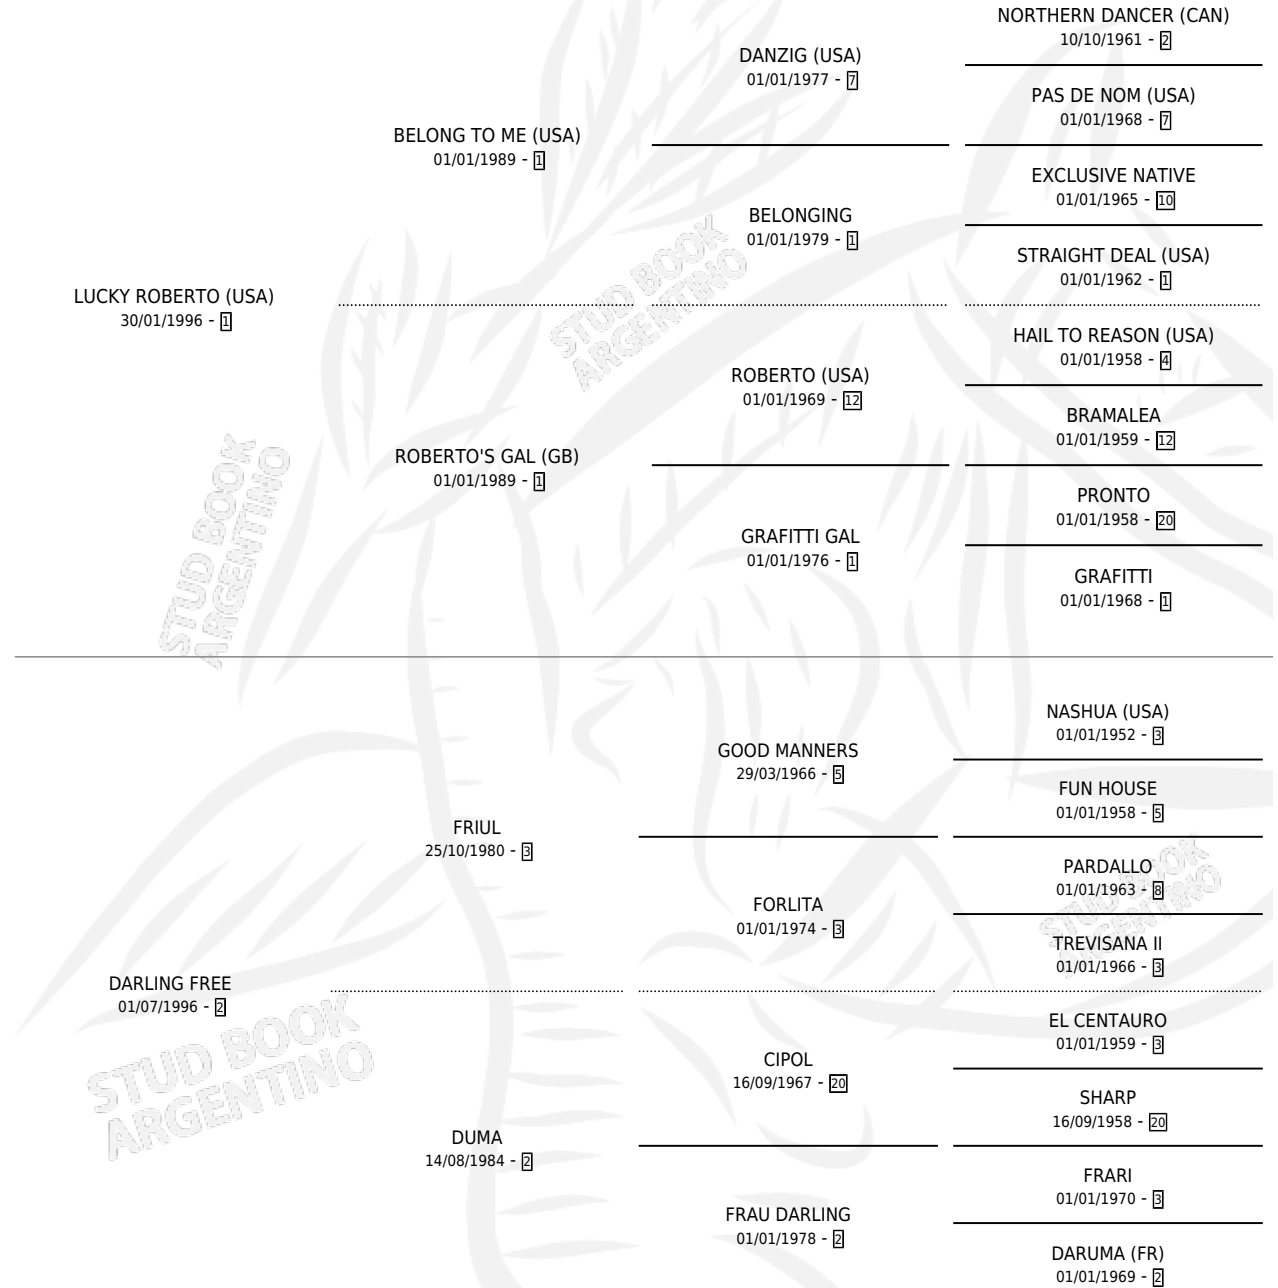 NORTHERN DANCER (CAN)
10/10/1961 - 2
DANZIG (USA)
01/01/1977 - 7
PAS DE NOM (USA)
01/01/1968 - 7
BELONG TO ME (USA)
01/01/1989 - 1
EXCLUSIVE NATIVE
01/01/1965 - 10
BELONGING
01/01/1979 - 1
STRAIGHT DEAL (USA)
01/01/1962 - 1
LUCKY ROBERTO (USA)
30/01/1996 - 1
STUD BOOK
ARGENTINO
HAIL TO REASON (USA)
01/01/1958 - 4
ROBERTO (USA)
01/01/1969 - 12
BRAMALEA
01/01/1959 - 12
ROBERTO'S GAL (GB)
01/01/1989 - 1
PRONTO
01/01/1958 - 20
GRAFITTI GAL
01/01/1976 - 1
GRAFITTI
01/01/1968 - 1
STUD BOOK
ARGENTINO
NASHUA (USA)
01/01/1952 - 3
GOOD MANNERS
29/03/1966 - 5
FUN HOUSE
01/01/1958 - 5
FRIUL
25/10/1980 - 3
PARDALLO
01/01/1963 - 8
FORLITA
01/01/1974 - 3
STUD BOOK
ARGENTINO
TREVISANA II
01/01/1966 - 3
DARLING FREE
01/07/1996 - 2
STUD BOOK
ARGENTINO
EL CENTAURO
01/01/1959 - 3
CIPOL
16/09/1967 - 20
SHARP
16/09/1958 - 20
DUMA
14/08/1984 - 2
FRARI
01/01/1970 - 3
FRAU DARLING
01/01/1978 - 2
DARUMA (FR)
01/01/1969 - 2